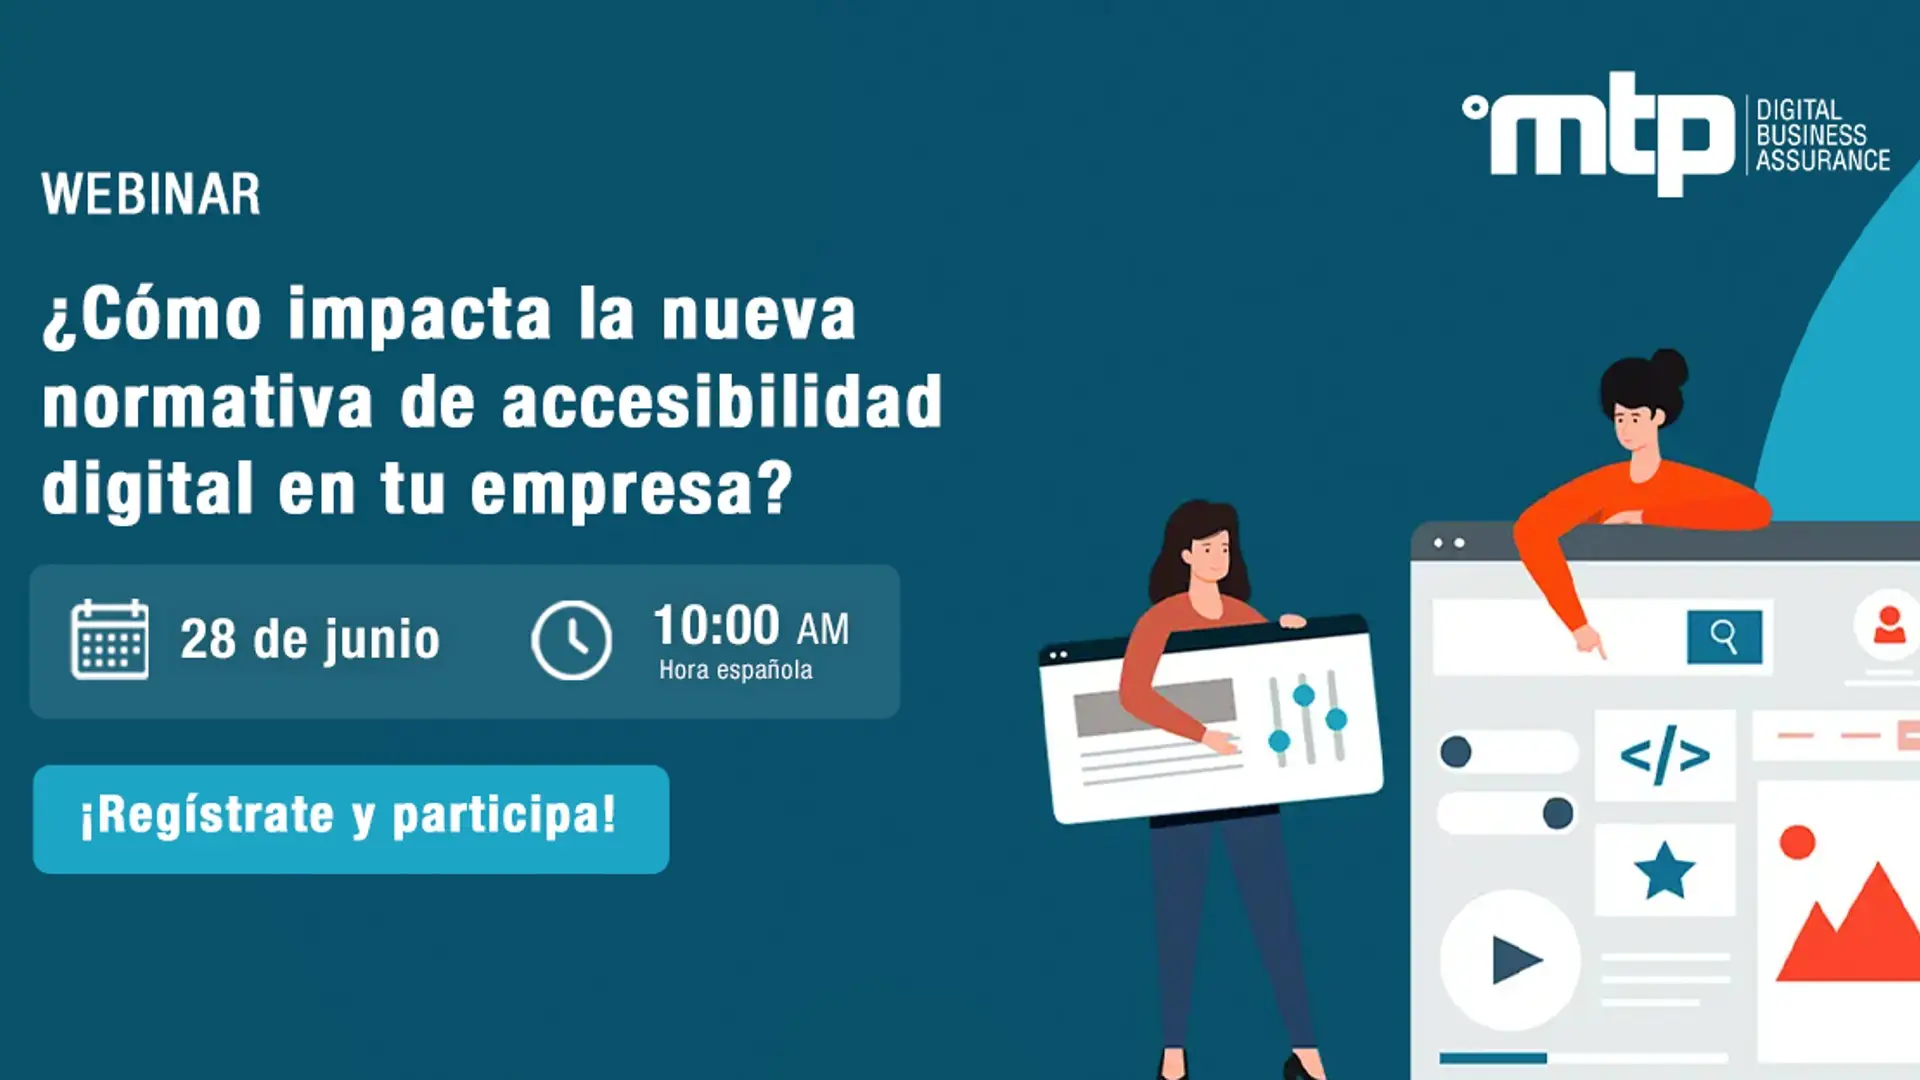 mtp
DIGITAL
BUSINESS
ASSURANCE
WEBINAR
¿Cómo impacta la nueva
normativa de accesibilidad
digital en tu empresa?
28 de junio
10:00 AM
Hora española
¡Regístrate y participa!